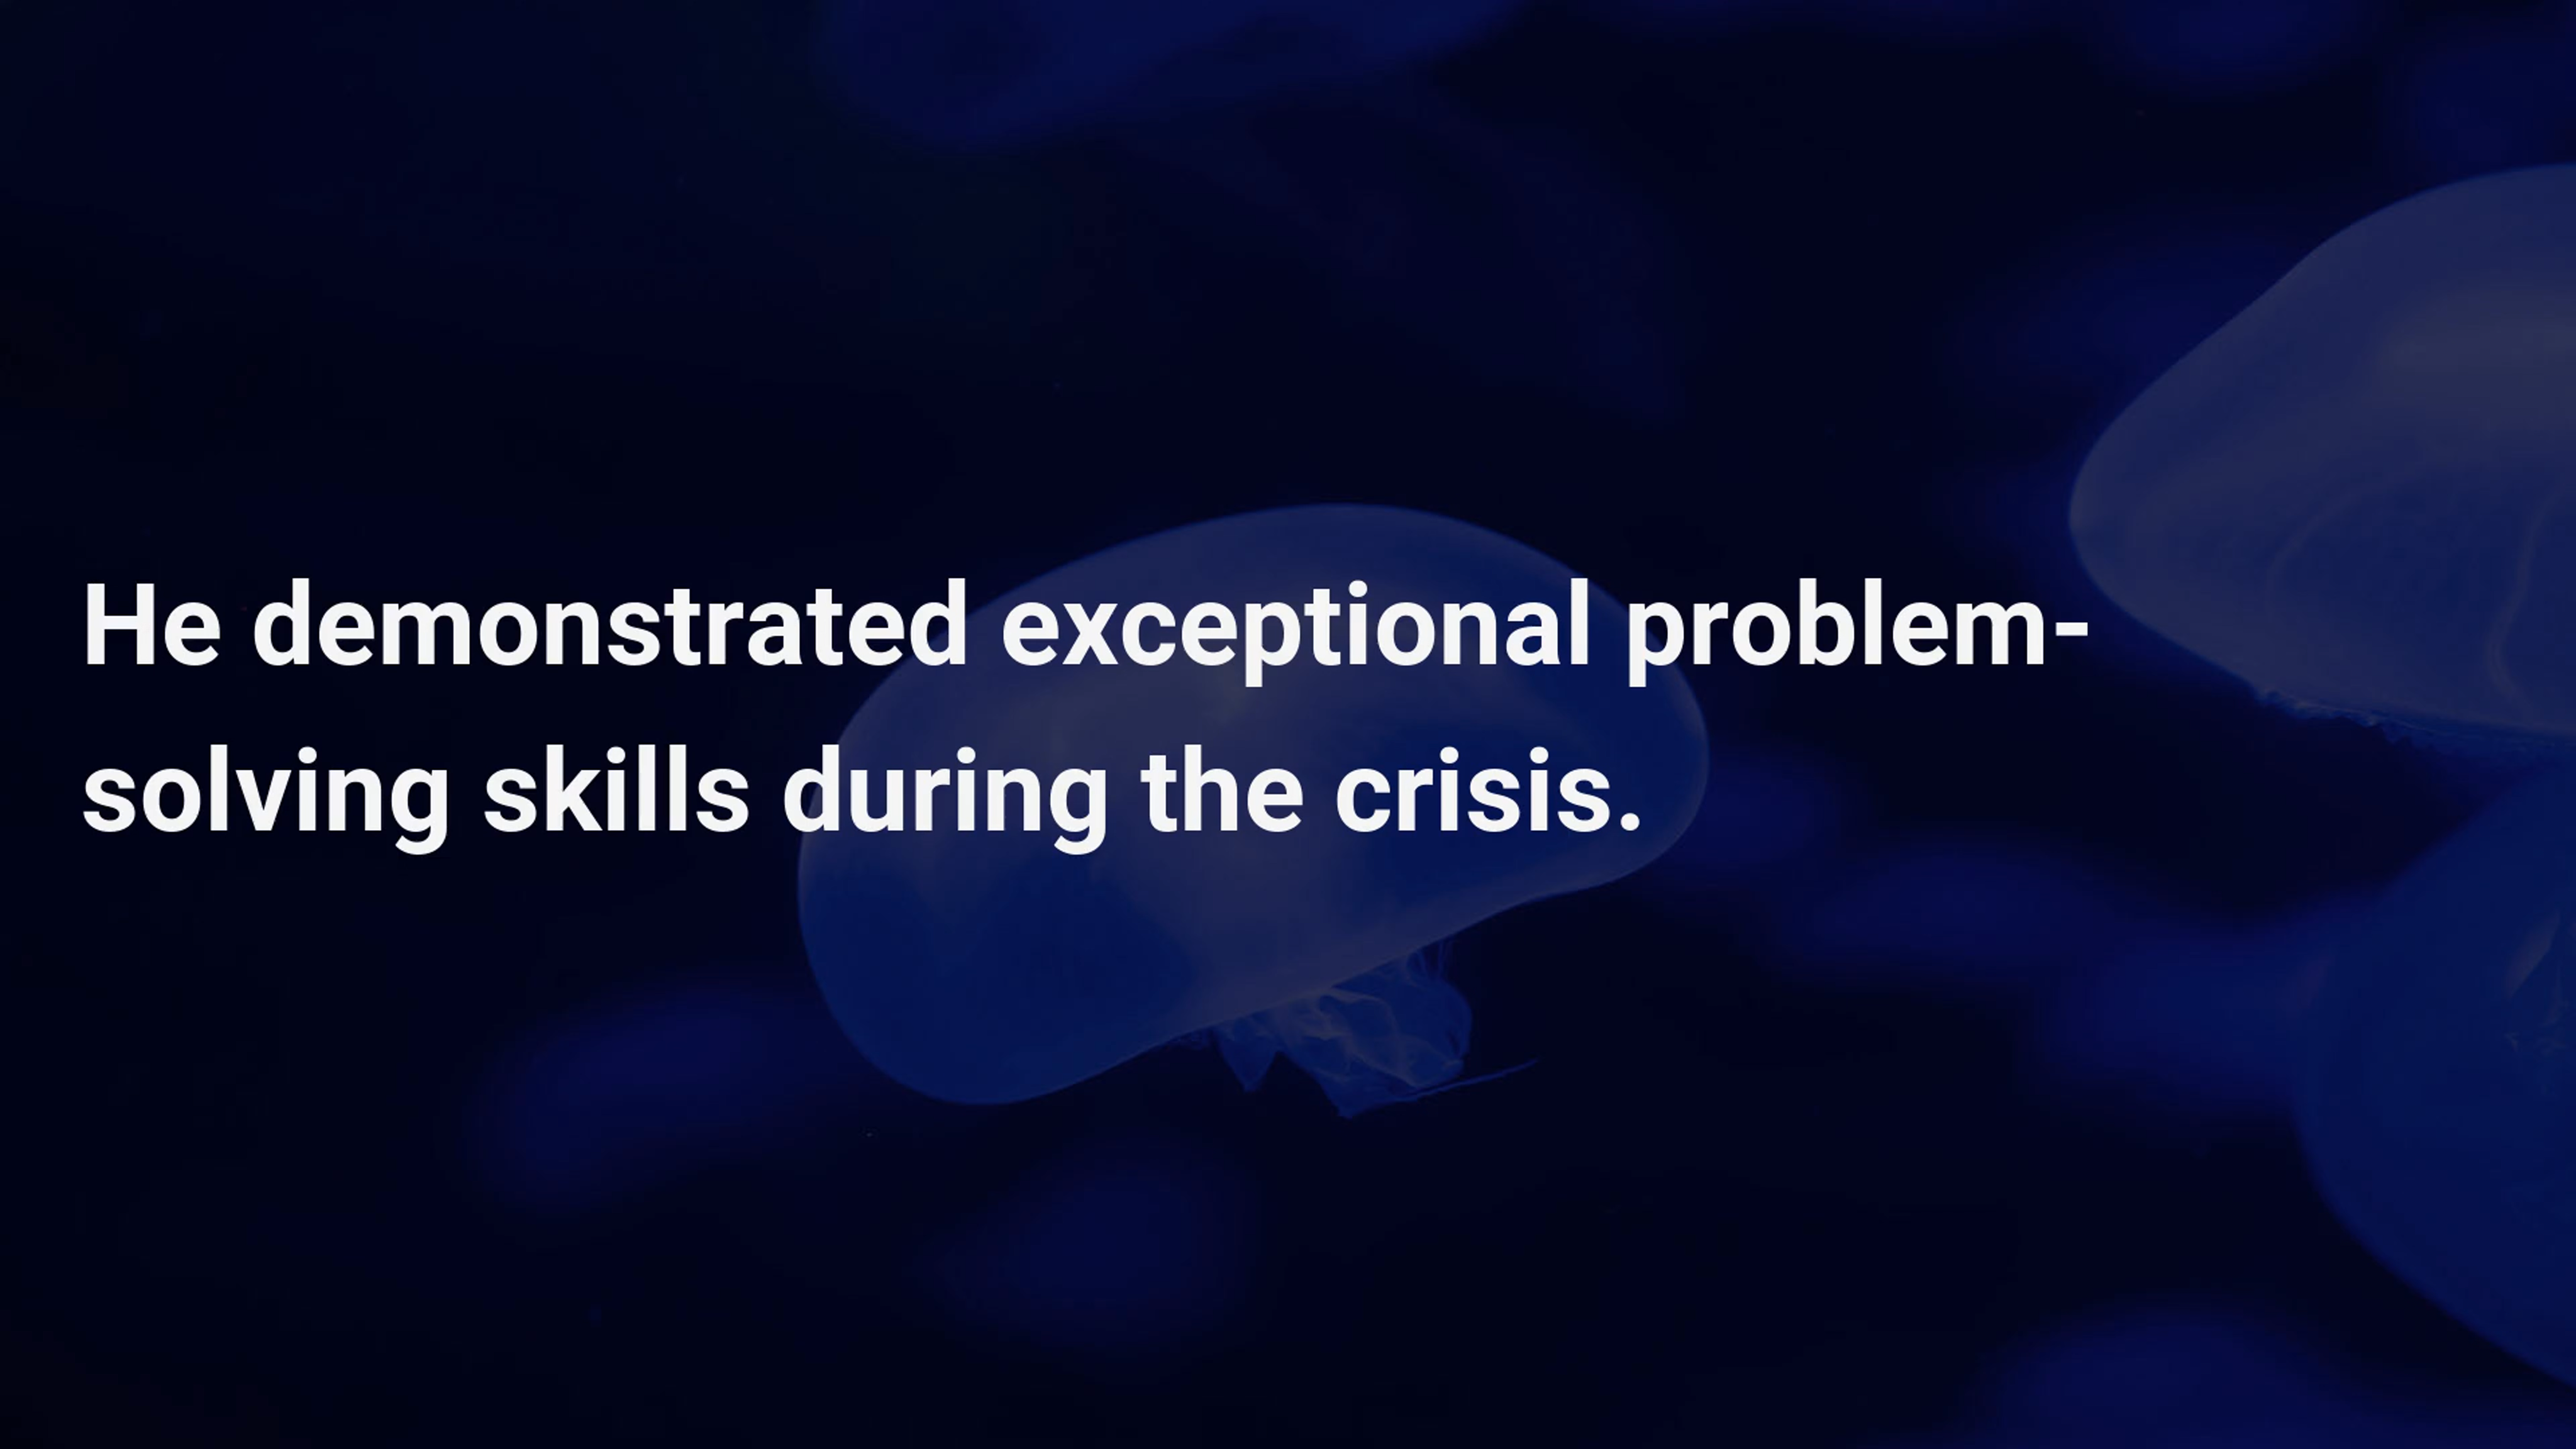 He demonstrated exceptional problem-
solving skills during the crisis.